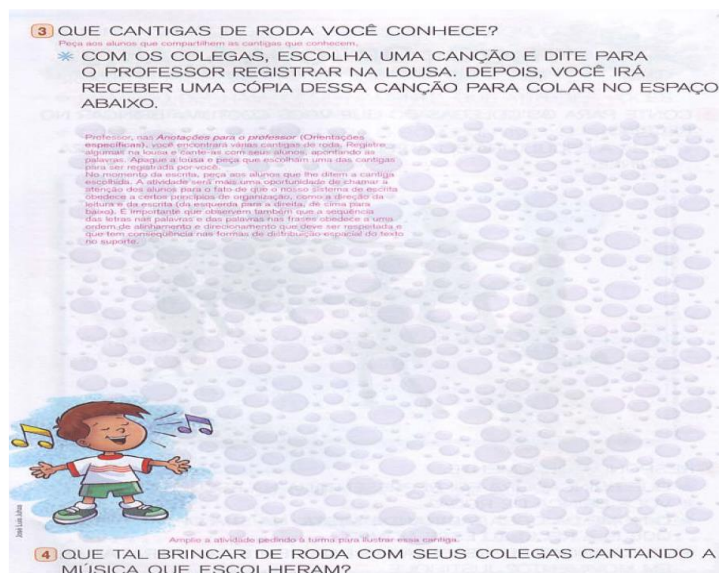 3 QUE CANTIGAS DE RODA VOCÊ CONHECE?
Peça aos alunos que compartilhem as cantigas que conhecem.
* COM OS COLEGAS, ESCOLHA UMA CANÇÃO E DITE PARA
O PROFESSOR REGISTRAR NA LOUSA. DEPOIS, VOCÊ IRÁ
RECEBER UMA CÓPIA DESSA CANÇÃO PARA COLAR NO ESPAÇO
ABAIXO.
Professor, nas Anotações para o professor (Orientações
específicas), você encontrará várias cantigas de roda. Registre
algumas na lousa e cante-as com seus alunos, apontando as
palavras. Apague a lousa e peça que escolham uma das cantigas
para ser registrada por você.
No momento da escrita, peça aos alunos que lhe ditem a cantiga
escolhida. A atividade será mais uma oportunidade de chamar a
atenção dos alunos para o fato de que o nosso sistema de escrita
obedece a certos princípios de organização, como a direção da
leitura e da escrita (da esquerda para a direita, de cima para
baixo). É importante que observem também que a sequência
das letras nas palavras e das palavras nas frases obedece a uma
ordem de alinhamento e direcionamento que deve ser respeitada e
que tem consequência nas formas de distribuição espacial do texto
no suporte.
José Luis Juhas
Amplie a atividade pedindo à turma para ilustrar essa cantiga.
4 QUE TAL BRINCAR DE RODA COM SEUS COLEGAS CANTANDO A
MÚSICA QUE ESCOLHERAM?